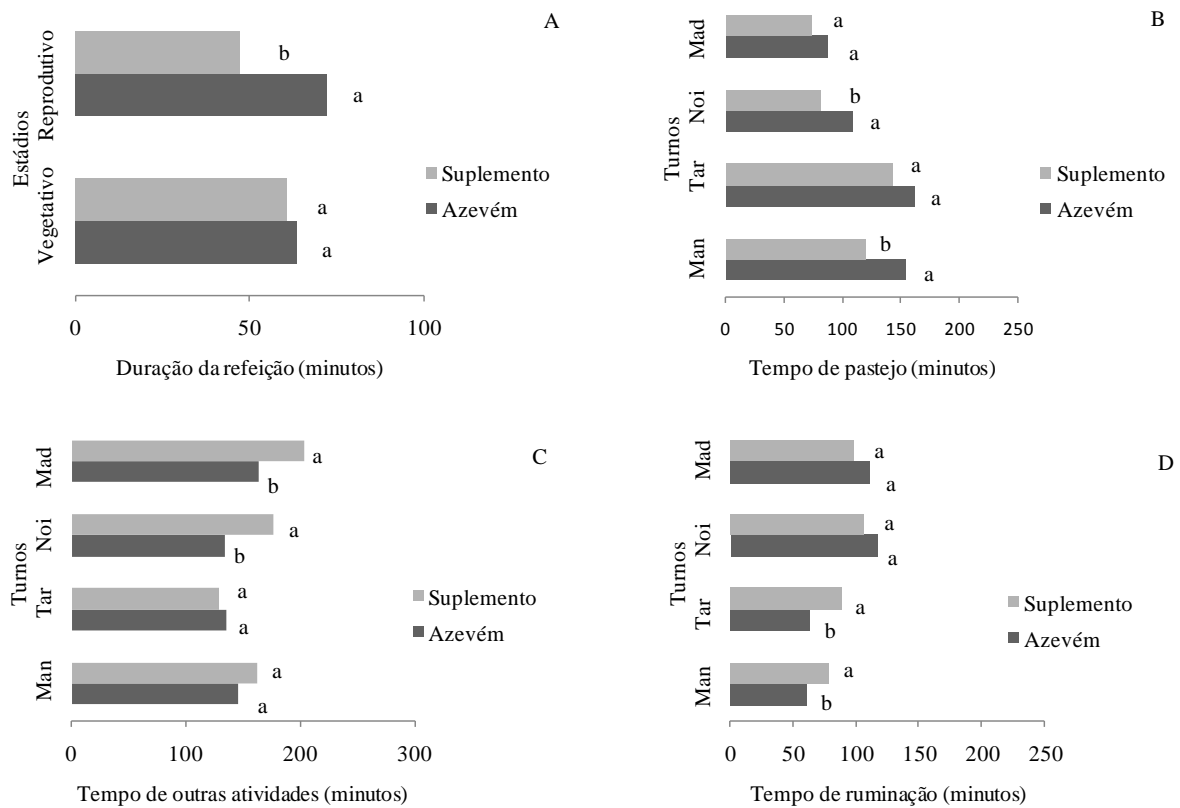 A
Estádios
Reprodutivo
Vegetativo
b
a
a
a
Suplemento
Azevém
0 50 100
Duração da refeição (minutos)
B
Turnos
Mad
Noi
Tar
Man
a
a
b
a
a
a
b
a
Suplemento
Azevém
0 50 100 150 200 250
Tempo de pastejo (minutos)
C
Turnos
Mad
Noi
Tar
Man
a
b
a
b
a
a
a
a
Suplemento
Azevém
0 100 200 300
Tempo de outras atividades (minutos)
D
Turnos
Mad
Noi
Tar
Man
a
a
a
a
a
b
a
b
Suplemento
Azevém
0 50 100 150 200 250
Tempo de ruminação (minutos)